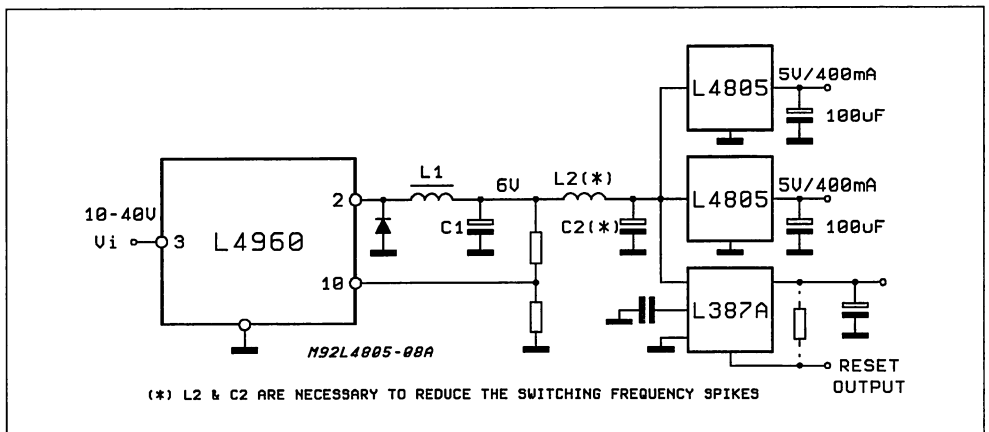 5V/400mA
L4805
100uF
L1
6V
L2(*)
2
5V/400mA
L4805
10-40V
C1
C2(*)
100uF
Vi
3
L4960
10
L387A
M92L4805-08A
RESET
OUTPUT
(*) L2 & C2 ARE NECESSARY TO REDUCE THE SWITCHING FREQUENCY SPIKES